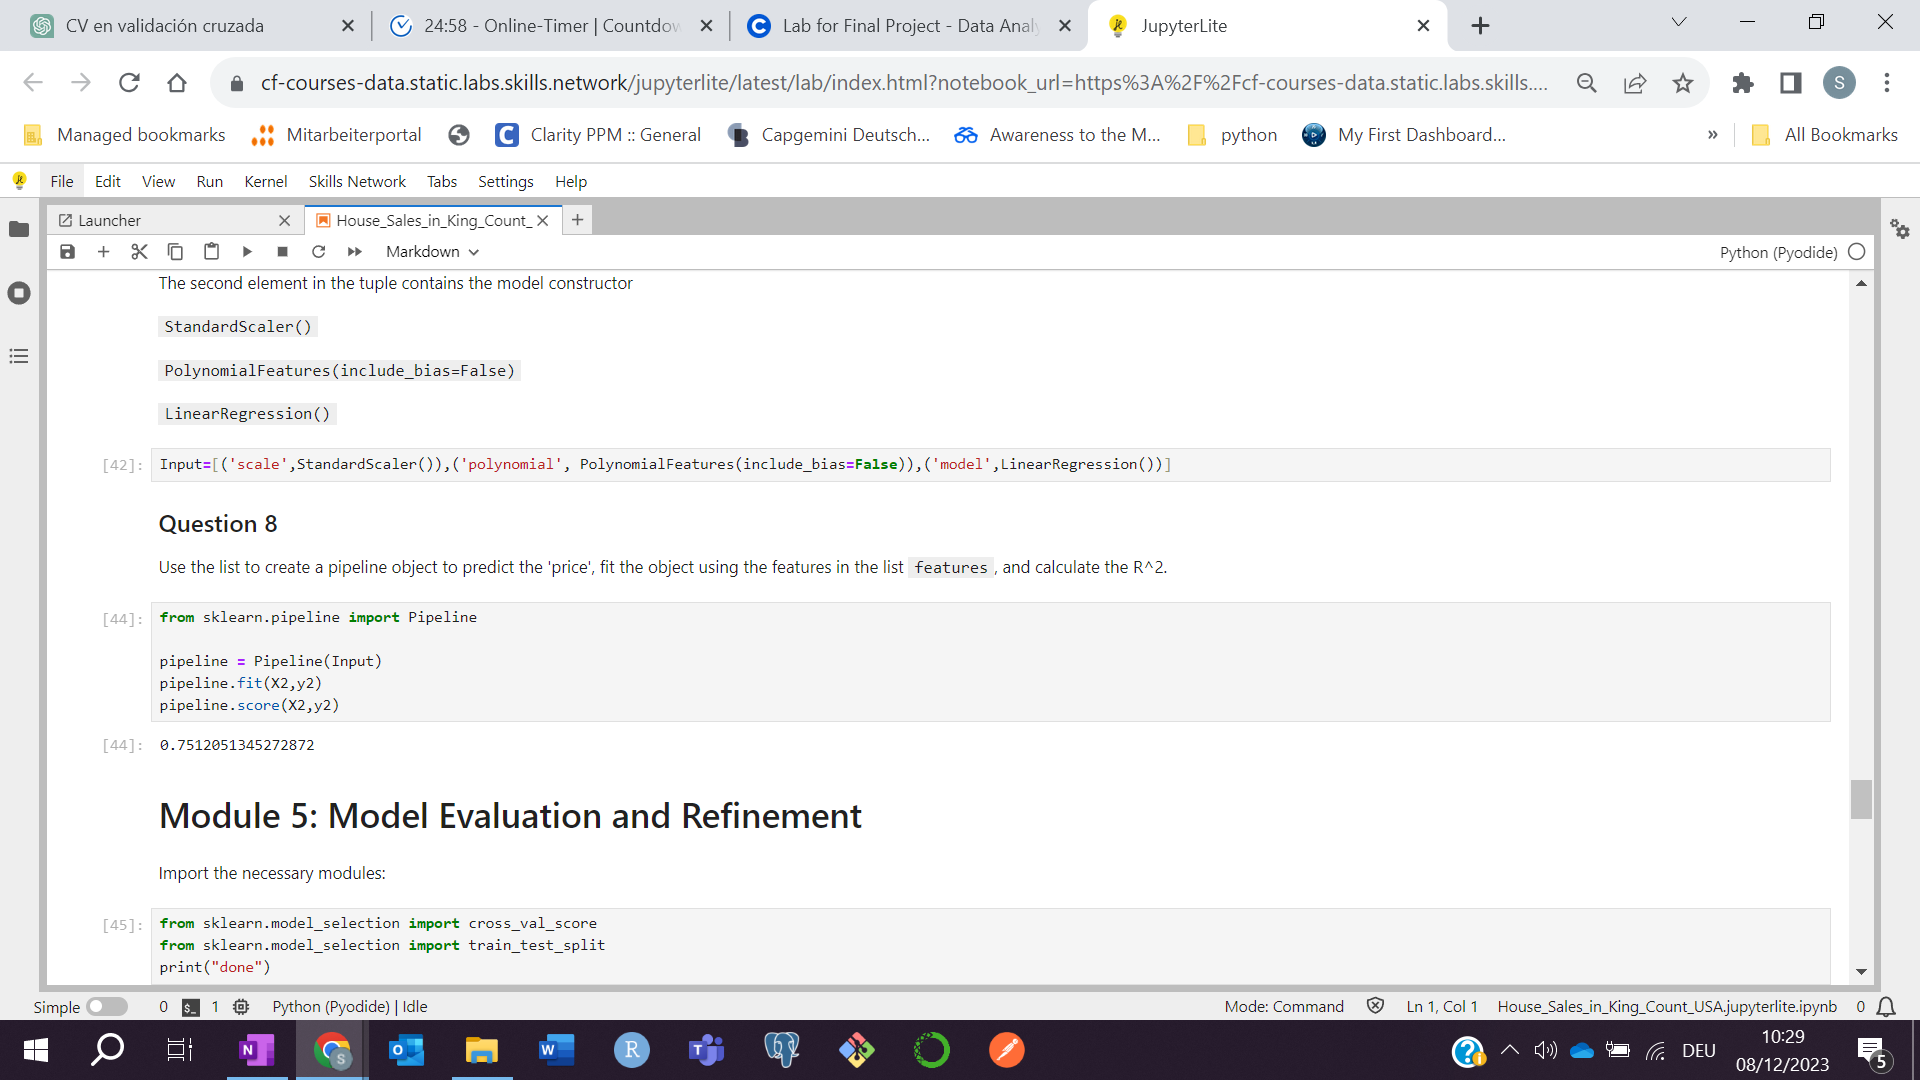 CV en validación cruzada
24:58 - Online-Timer | Countdow
Lab for Final Project - Data Analy
JupyterLite
cf-courses-data.static.labs.skills.network/jupyterlite/latest/lab/index.html?notebook_url=https%3A%2F%2Fcf-courses-data.static.labs.skills....
S
Managed bookmarks
Mitarbeiterportal
Clarity PPM :: General
Capgemini Deutsch...
Awareness to the M...
python
My First Dashboard...
»
All Bookmarks
File Edit View Run Kernel Skills Network Tabs Settings Help
Launcher
House_Sales_in_King_Count_
Markdown
Python (Pyodide)
The second element in the tuple contains the model constructor
StandardScaler()
PolynomialFeatures(include_bias=False)
LinearRegression()
[42]: Input=[('scale',StandardScaler()),('polynomial', PolynomialFeatures(include_bias=False)),('model',LinearRegression())]
Question 8
Use the list to create a pipeline object to predict the 'price', fit the object using the features in the list features , and calculate the R^2.
[44]: from sklearn.pipeline import Pipeline
pipeline = Pipeline(Input)
pipeline.fit(X2,y2)
pipeline.score(X2,y2)
[44]: 0.7512051345272872
Module 5: Model Evaluation and Refinement
Import the necessary modules:
[45]: from sklearn.model_selection import cross_val_score
from sklearn.model_selection import train_test_split
print("done")
Simple 0 $_ 1 Python (Pyodide) | Idle
Mode: Command Ln 1, Col 1 House_Sales_in_King_Count_USA.jupyterlite.ipynb 0
N S O W R T
DEU
10:29
08/12/2023
5